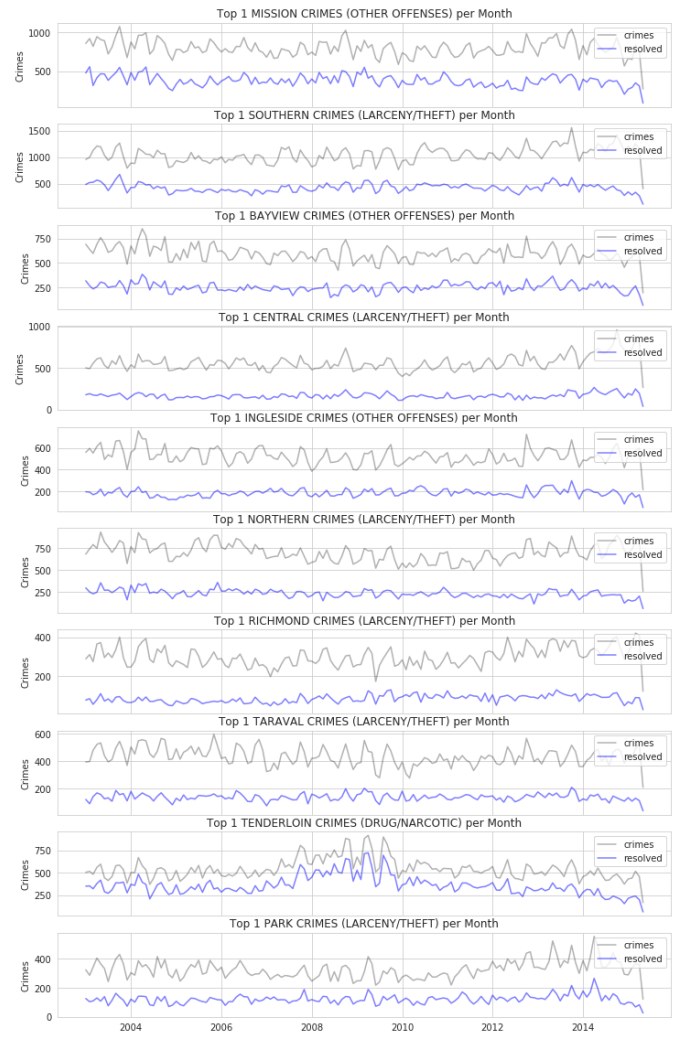 Top 1 MISSION CRIMES (OTHER OFFENSES) per Month
1000
500
Crimes
crimes
resolved
Top 1 SOUTHERN CRIMES (LARCENY/THEFT) per Month
1500
1000
500
Crimes
crimes
resolved
Top 1 BAYVIEW CRIMES (OTHER OFFENSES) per Month
750
500
250
Crimes
crimes
resolved
Top 1 CENTRAL CRIMES (LARCENY/THEFT) per Month
1000
500
0
Crimes
crimes
resolved
Top 1 INGLESIDE CRIMES (OTHER OFFENSES) per Month
600
400
200
Crimes
crimes
resolved
Top 1 NORTHERN CRIMES (LARCENY/THEFT) per Month
750
500
250
Crimes
crimes
resolved
Top 1 RICHMOND CRIMES (LARCENY/THEFT) per Month
400
200
Crimes
crimes
resolved
Top 1 TARAVAL CRIMES (LARCENY/THEFT) per Month
600
400
200
Crimes
crimes
resolved
Top 1 TENDERLOIN CRIMES (DRUG/NARCOTIC) per Month
750
500
250
Crimes
crimes
resolved
Top 1 PARK CRIMES (LARCENY/THEFT) per Month
400
200
0
Crimes
crimes
resolved
2004 2006 2008 2010 2012 2014